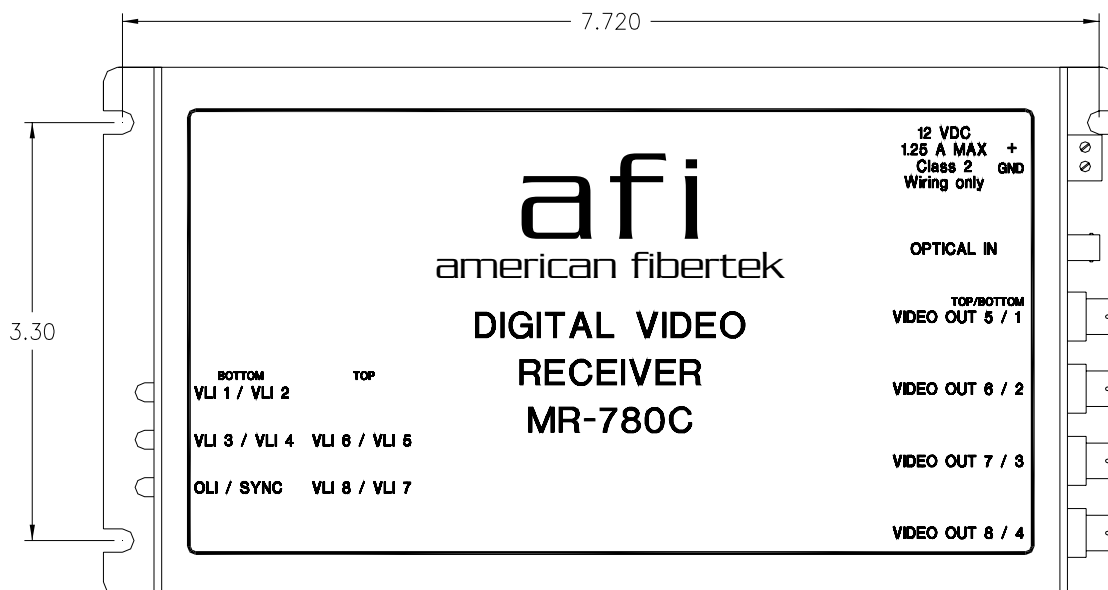 7.720
12 VDC
1.25 A MAX +
Class 2 GND
Wiring only
afi
american fibertek
OPTICAL IN
TOP/BOTTOM
VIDEO OUT 5 / 1
DIGITAL VIDEO
RECEIVER
MR-780C
3.30
BOTTOM TOP
VLI 1 / VLI 2
VIDEO OUT 6 / 2
VLI 3 / VLI 4 VLI 6 / VLI 5
VIDEO OUT 7 / 3
OLI / SYNC VLI 8 / VLI 7
VIDEO OUT 8 / 4